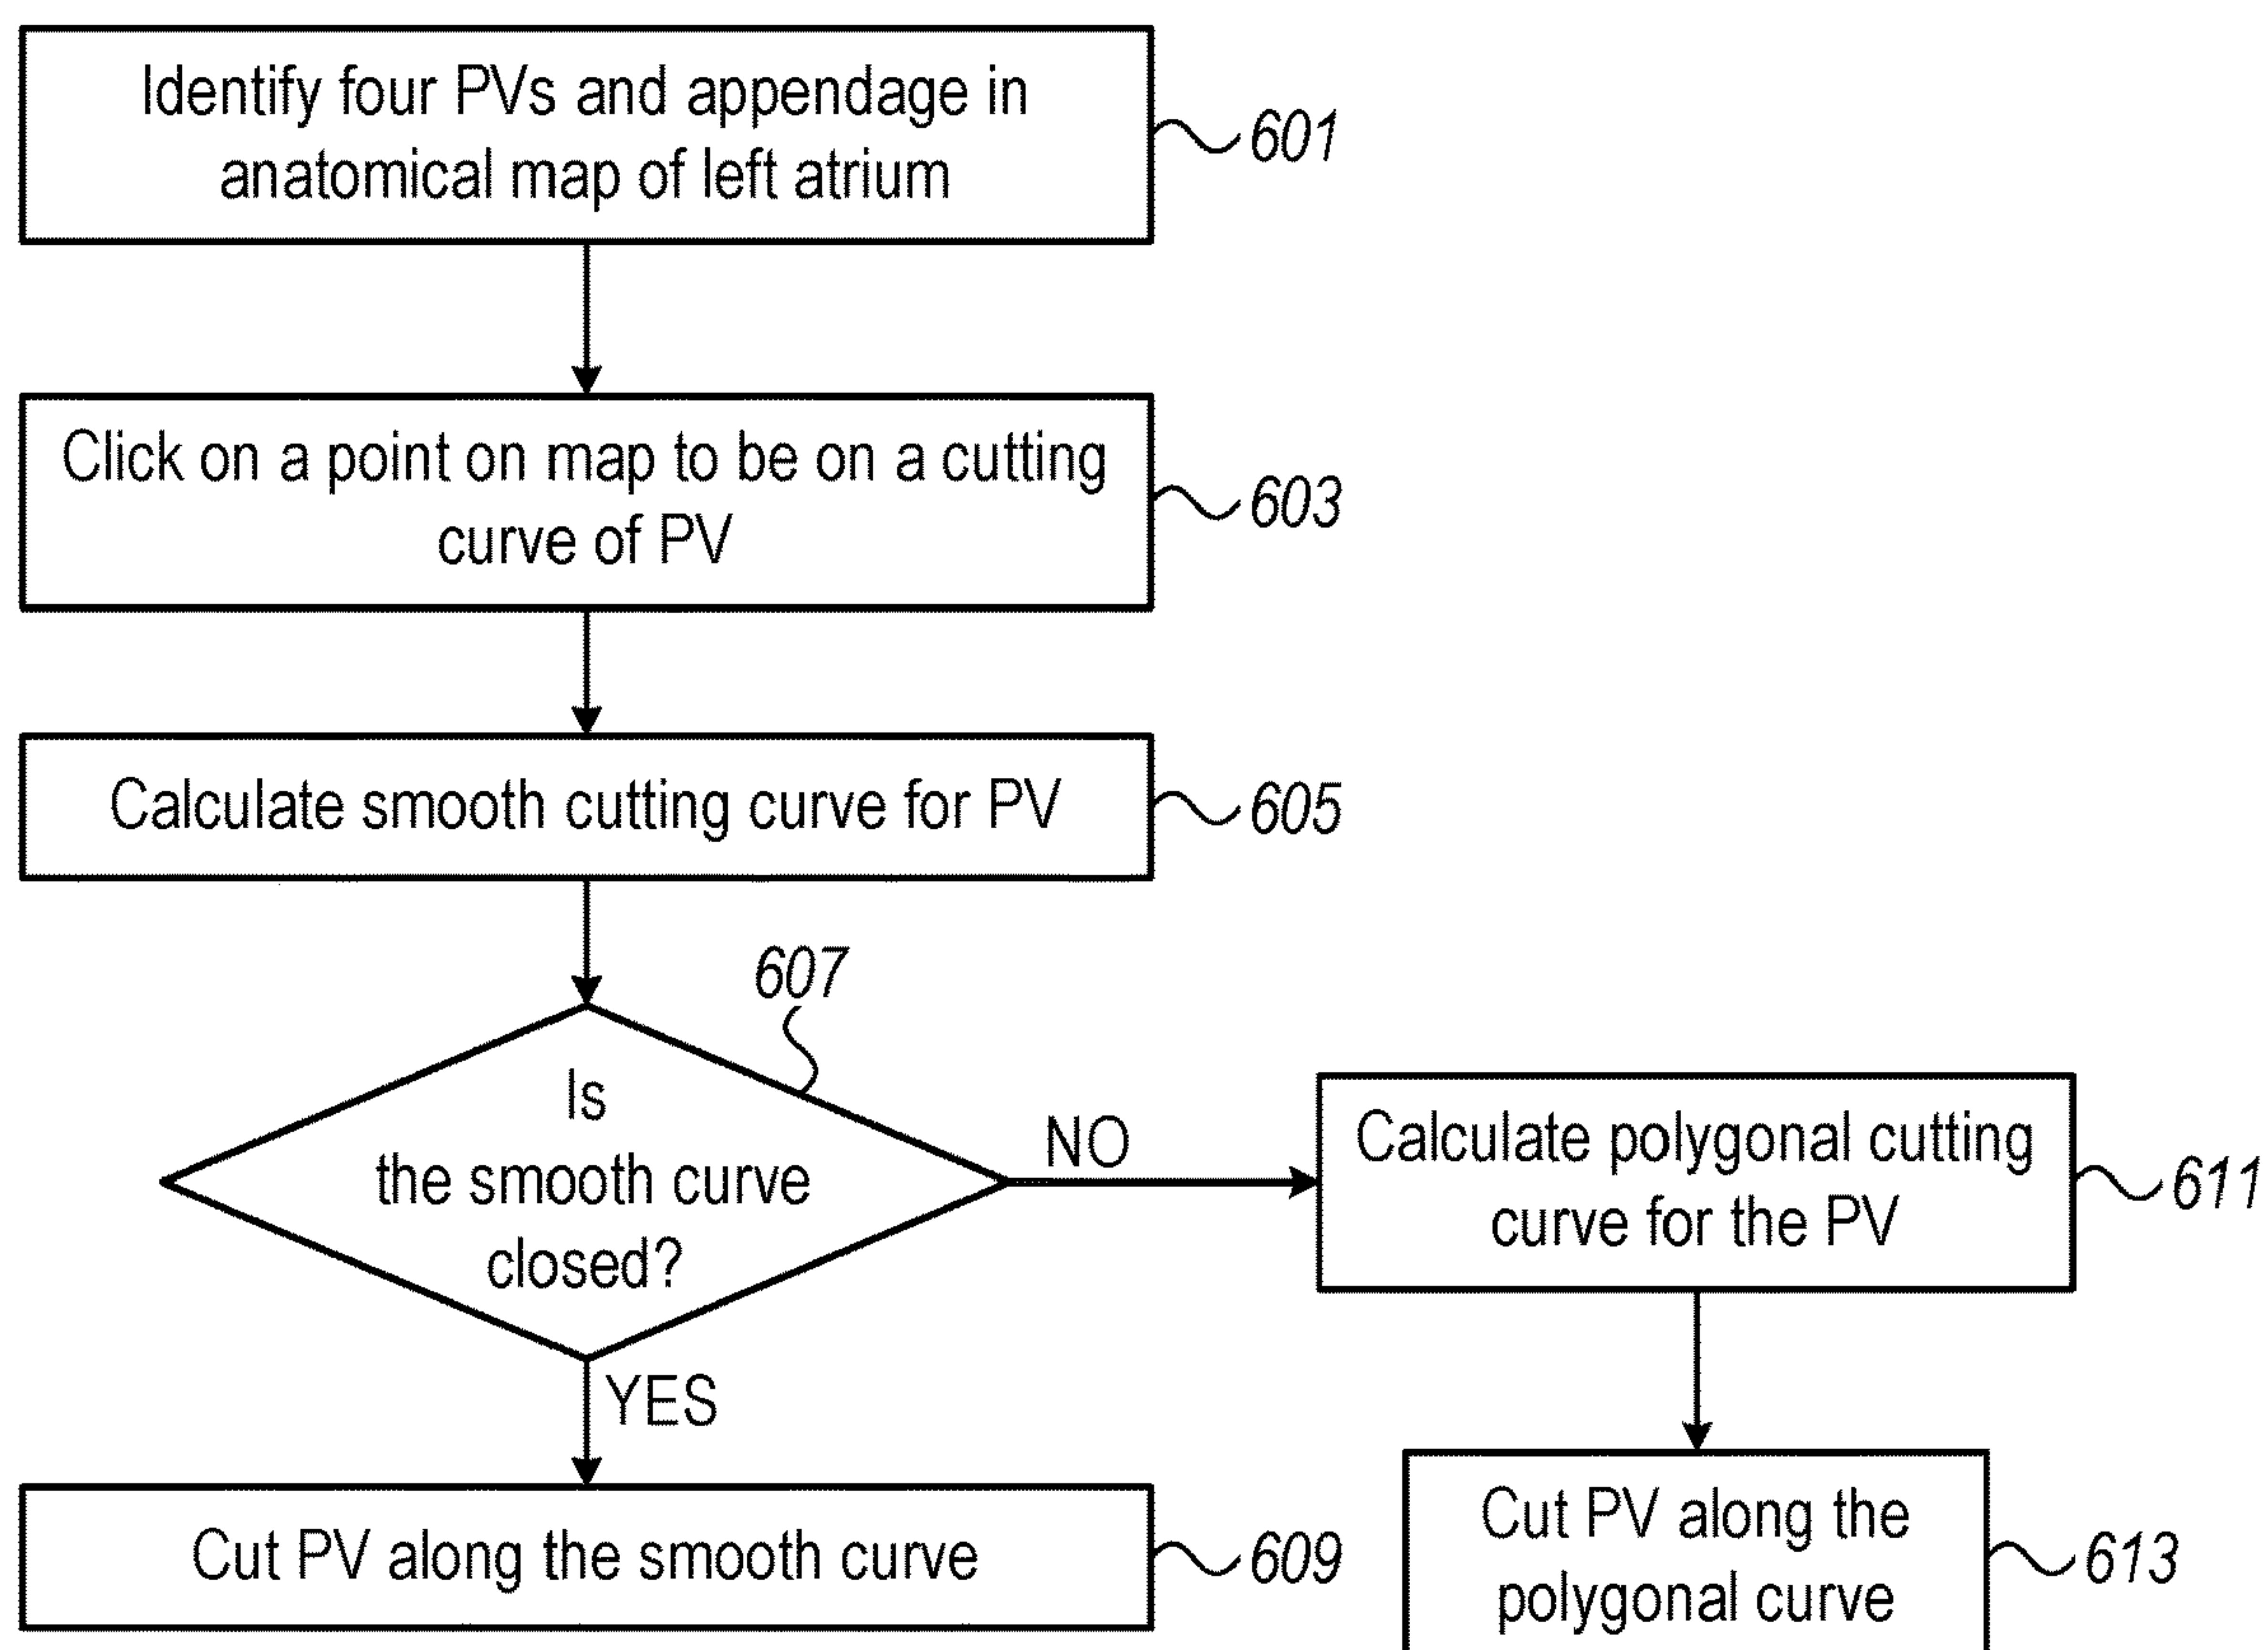 Identify four PVs and appendage in
anatomical map of left atrium
601
Click on a point on map to be on a cutting
curve of PV
603
Calculate smooth cutting curve for PV
605
607
Is
the smooth curve
closed?
NO
YES
Calculate polygonal cutting
curve for the PV
611
Cut PV along the smooth curve
609
Cut PV along the
polygonal curve
613